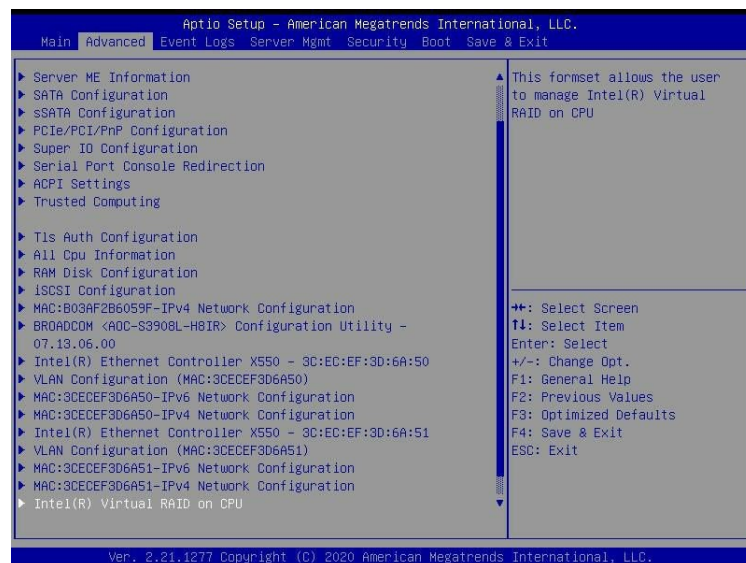 Aptio Setup – American Megatrends International, LLC.
Main Advanced Event Logs Server Mgmt Security Boot Save & Exit
▶ Server ME Information
▶ SATA Configuration
▶ sSATA Configuration
▶ PCIe/PCI/PnP Configuration
▶ Super IO Configuration
▶ Serial Port Console Redirection
▶ ACPI Settings
▶ Trusted Computing
▶ Tls Auth Configuration
▶ All Cpu Information
▶ RAM Disk Configuration
▶ iSCSI Configuration
▶ MAC:B03AF2B6059F-IPv4 Network Configuration
▶ BROADCOM <AOC-S3908L-H8IR> Configuration Utility –
07.13.06.00
▶ Intel(R) Ethernet Controller X550 – 3C:EC:EF:3D:6A:50
▶ VLAN Configuration (MAC:3CECEF3D6A50)
▶ MAC:3CECEF3D6A50-IPv6 Network Configuration
▶ MAC:3CECEF3D6A50-IPv4 Network Configuration
▶ Intel(R) Ethernet Controller X550 – 3C:EC:EF:3D:6A:51
▶ VLAN Configuration (MAC:3CECEF3D6A51)
▶ MAC:3CECEF3D6A51-IPv6 Network Configuration
▶ MAC:3CECEF3D6A51-IPv4 Network Configuration
▶ Intel(R) Virtual RAID on CPU
This formset allows the user
to manage Intel(R) Virtual
RAID on CPU
→←: Select Screen
↑↓: Select Item
Enter: Select
+/-: Change Opt.
F1: General Help
F2: Previous Values
F3: Optimized Defaults
F4: Save & Exit
ESC: Exit
Ver. 2.21.1277 Copyright (C) 2020 American Megatrends International, LLC.